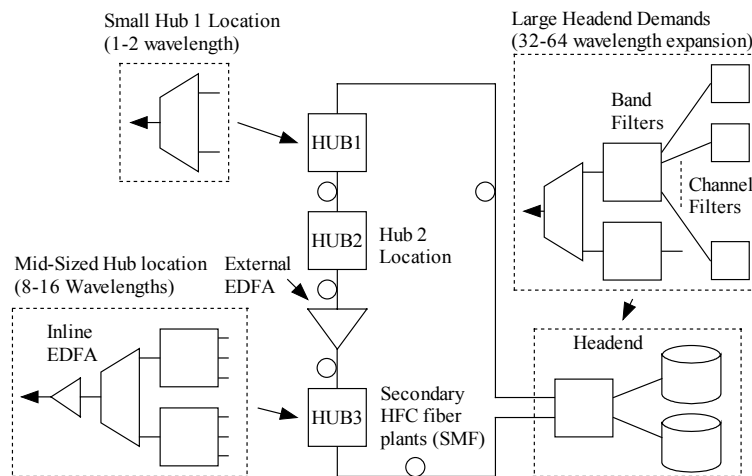 Small Hub 1 Location
(1-2 wavelength)
Large Headend Demands
(32-64 wavelength expansion)
Band
Filters
HUB1
Channel
Filters
HUB2
Hub 2
Location
Mid-Sized Hub location
(8-16 Wavelengths)
External
EDFA
Inline
EDFA
Headend
HUB3
Secondary
HFC fiber
plants (SMF)